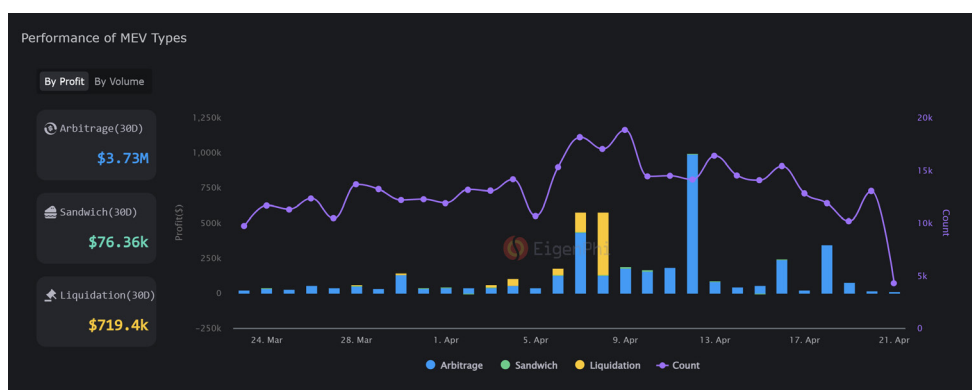 Performance of MEV Types
By Profit By Volume
Arbitrage(30D)
$3.73M
Sandwich(30D)
$76.36k
Liquidation(30D)
$719.4k
Profit($)
1,250k
1,000k
750k
500k
250k
0
-250k
EigenPhi
20k
15k
10k
5k
0
Count
24. Mar 28. Mar 1. Apr 5. Apr 9. Apr 13. Apr 17. Apr 21. Apr
Arbitrage Sandwich Liquidation Count